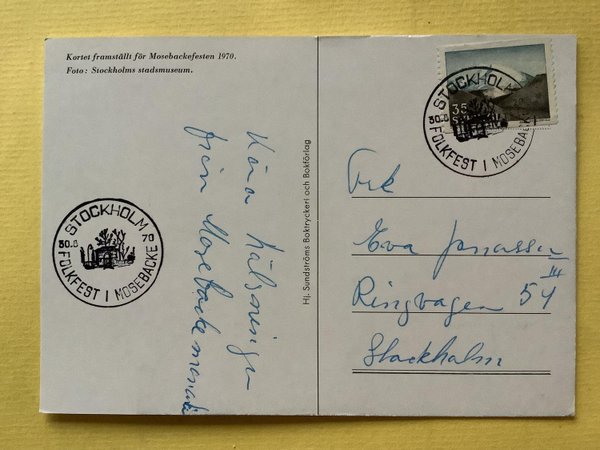 Kortet framställt för Mosebackefesten 1970.
Foto: Stockholms stadsmuseum.
Kära Hälsningar
från Mosebacke
Hj. Sundströms Boktryckeri och Bokförlag
STOCKHOLM
30.8 70
FOLKFEST I MOSEBACKE
35
STOCKHOLM
30.8
FOLKFEST I MOSEBACKE
Frk
Eva Jonasson
III
Ringvägen 54
Stockholm